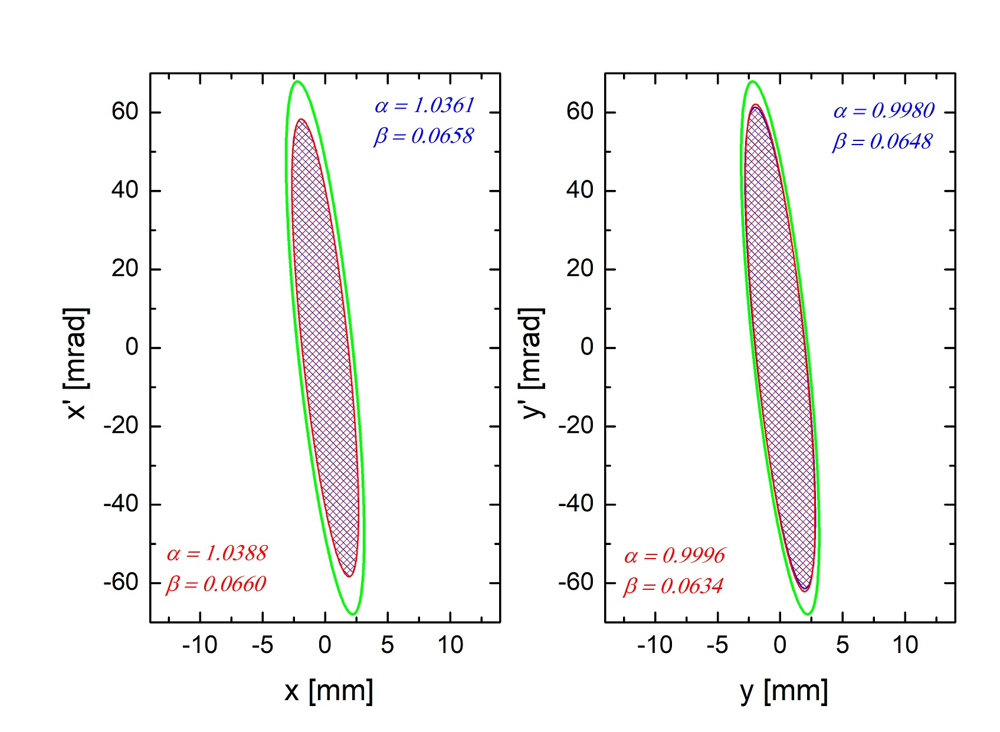 α = 1.0361
β = 0.0658
α = 1.0388
β = 0.0660
60
40
20
0
-20
-40
-60
-10 -5 0 5 10
x' [mrad]
x [mm]
α = 0.9980
β = 0.0648
α = 0.9996
β = 0.0634
60
40
20
0
-20
-40
-60
-10 -5 0 5 10
y' [mrad]
y [mm]